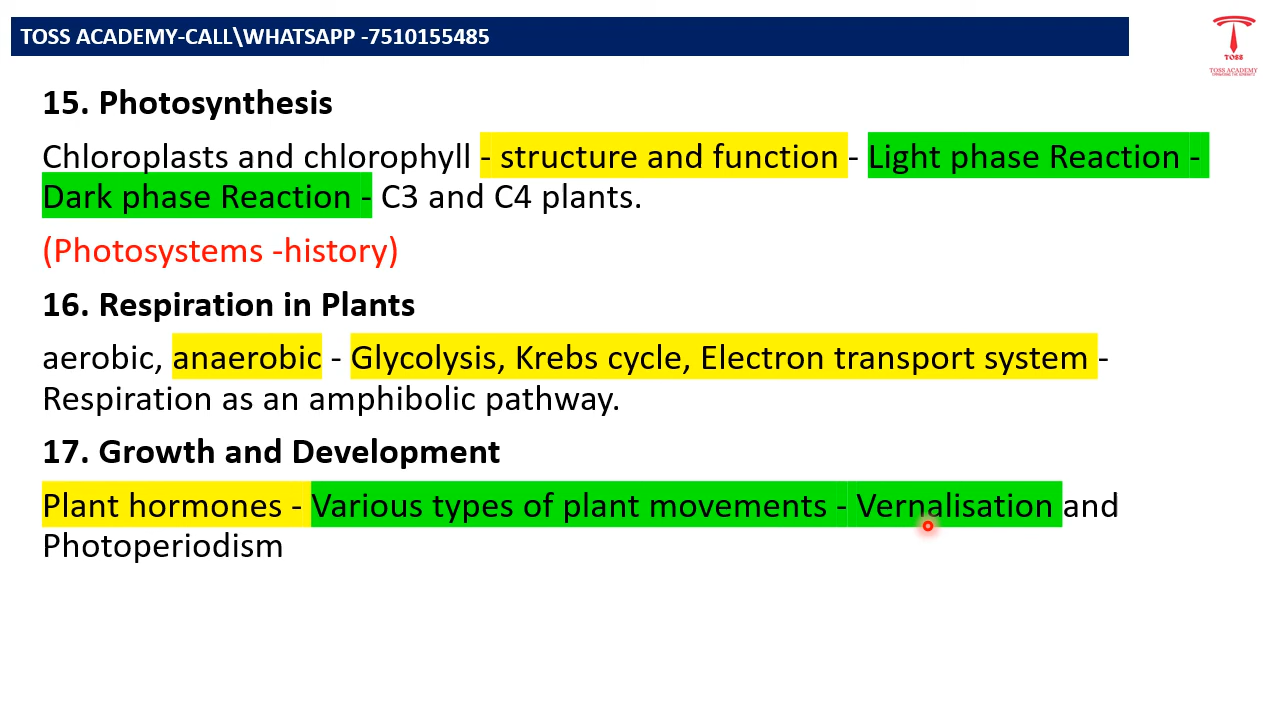 TOSS ACADEMY-CALL\WHATSAPP -7510155485
TOSS
TOSS ACADEMY
15. Photosynthesis
Chloroplasts and chlorophyll - structure and function - Light phase Reaction -
Dark phase Reaction - C3 and C4 plants.
(Photosystems -history)
16. Respiration in Plants
aerobic, anaerobic - Glycolysis, Krebs cycle, Electron transport system -
Respiration as an amphibolic pathway.
17. Growth and Development
Plant hormones - Various types of plant movements - Vernalisation and
Photoperiodism